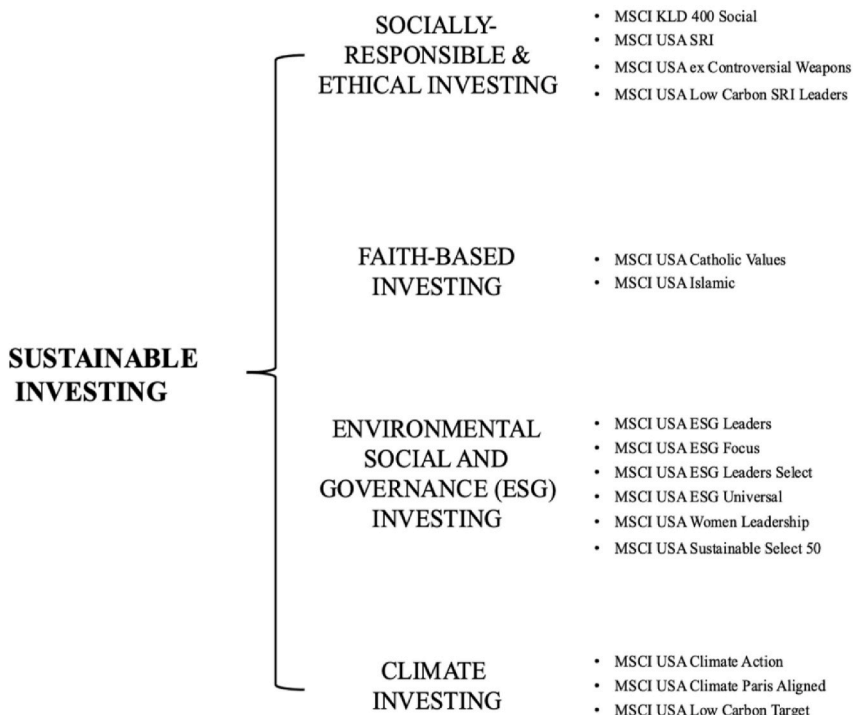 SOCIALLY-
RESPONSIBLE &
ETHICAL INVESTING
• MSCI KLD 400 Social
• MSCI USA SRI
• MSCI USA ex Controversial Weapons
• MSCI USA Low Carbon SRI Leaders
FAITH-BASED
INVESTING
• MSCI USA Catholic Values
• MSCI USA Islamic
SUSTAINABLE
INVESTING
ENVIRONMENTAL
SOCIAL AND
GOVERNANCE (ESG)
INVESTING
• MSCI USA ESG Leaders
• MSCI USA ESG Focus
• MSCI USA ESG Leaders Select
• MSCI USA ESG Universal
• MSCI USA Women Leadership
• MSCI USA Sustainable Select 50
CLIMATE
INVESTING
• MSCI USA Climate Action
• MSCI USA Climate Paris Aligned
• MSCI USA Low Carbon Target